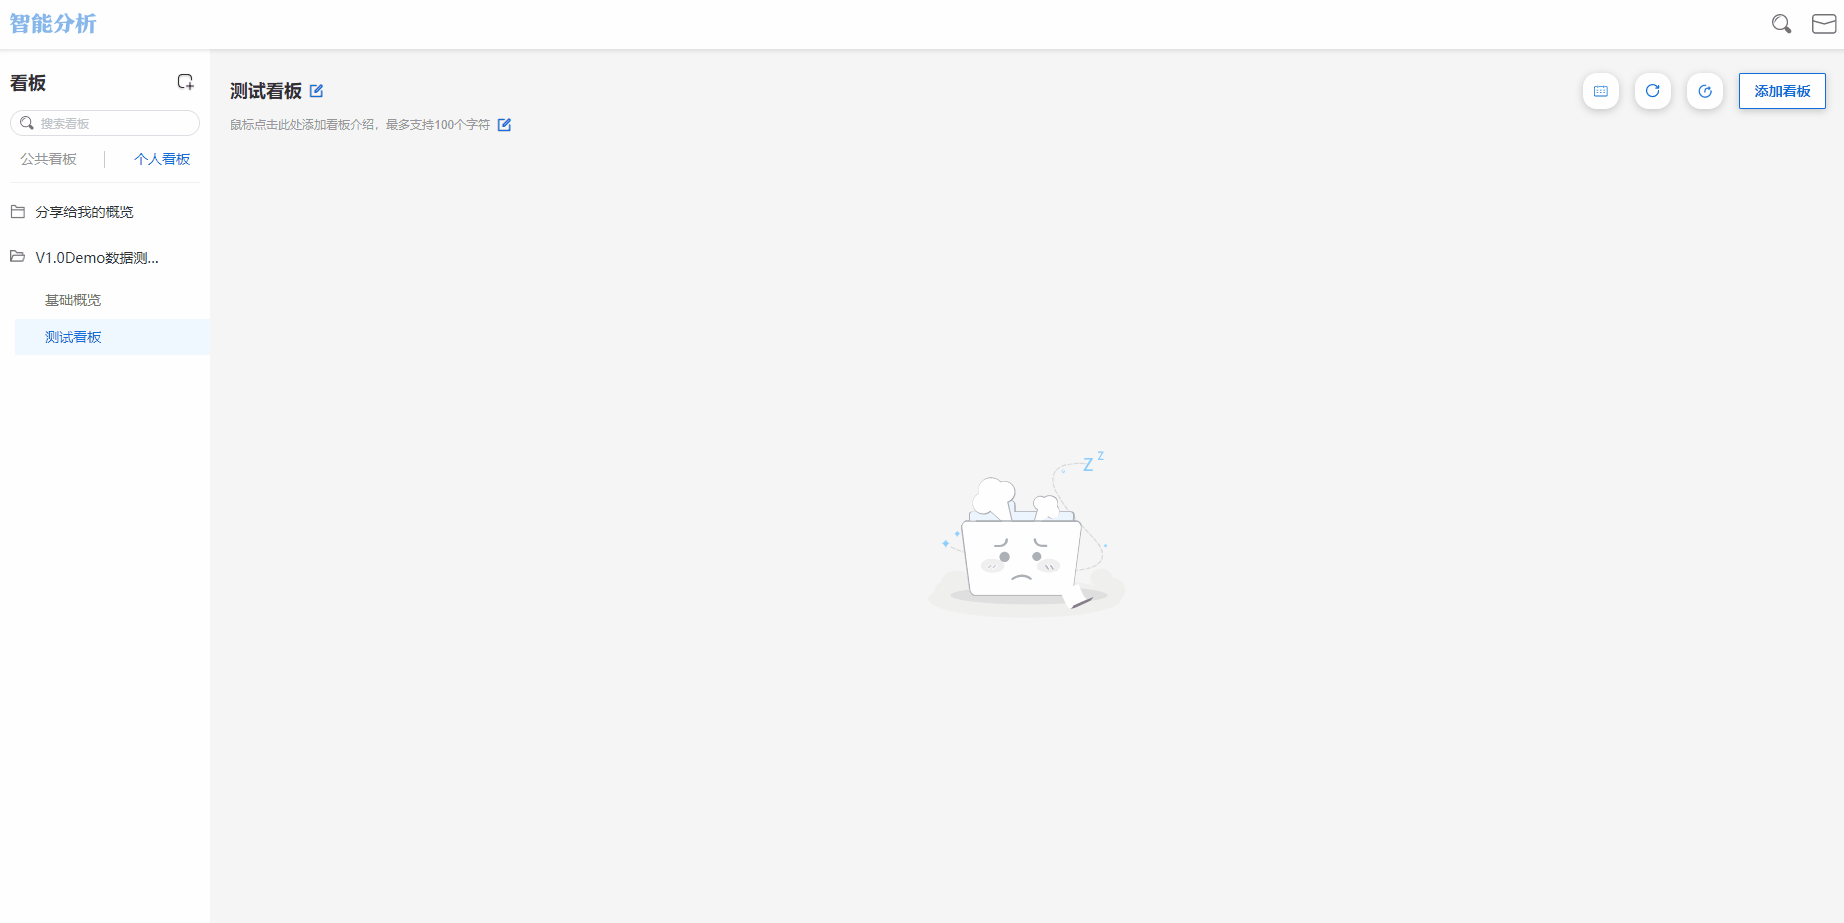 智能分析
看板
搜索看板
公共看板
个人看板
分享给我的概览
V1.0Demo数据测...
基础概览
测试看板
测试看板
鼠标点击此处添加看板介绍，最多支持100个字符
添加看板
z z